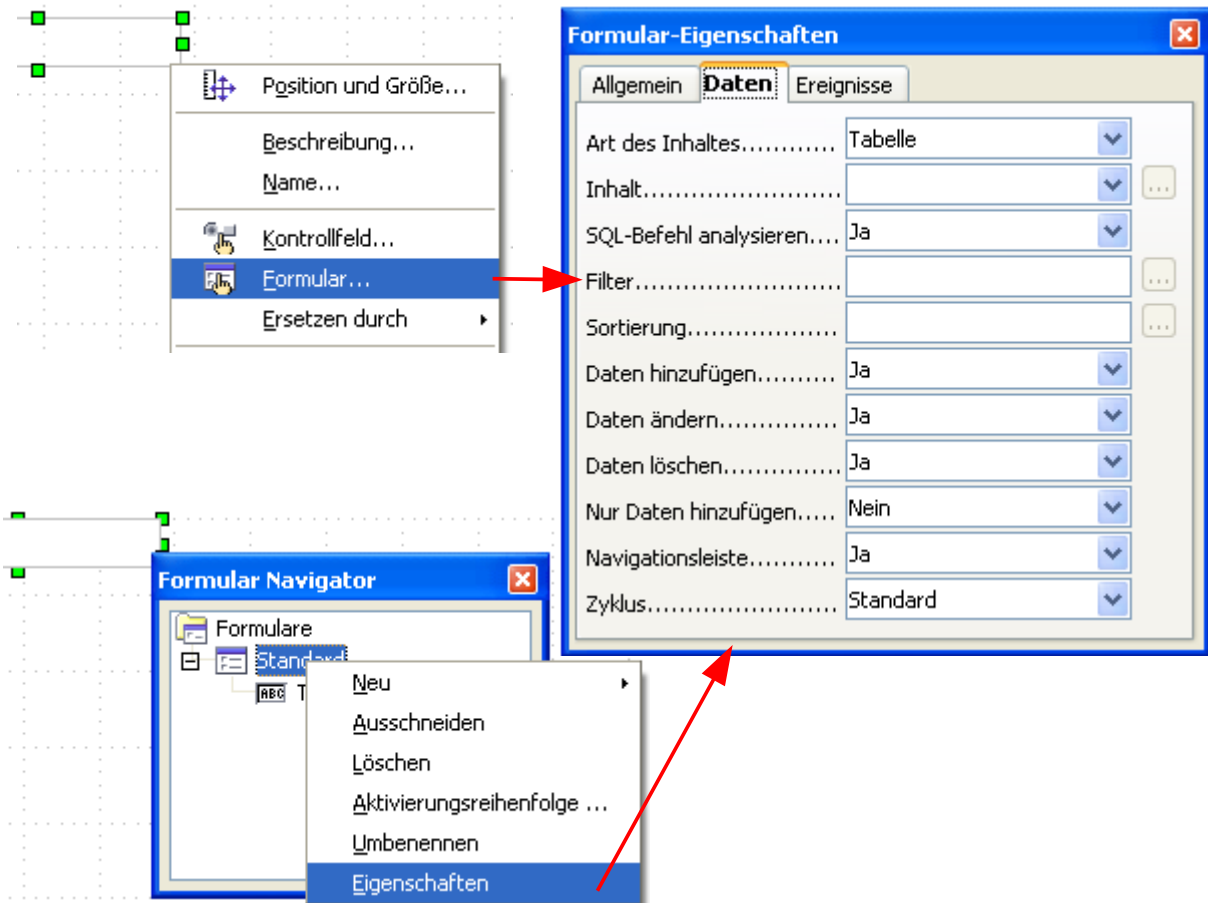 Position und Größe...
Beschreibung...
Name...
Kontrollfeld...
Formular...
Ersetzen durch
Formular-Eigenschaften
Allgemein Daten Ereignisse
Art des Inhaltes............ Tabelle
Inhalt.........................
SQL-Befehl analysieren.... Ja
Filter..........................
Sortierung...................
Daten hinzufügen.......... Ja
Daten ändern............... Ja
Daten löschen............... Ja
Nur Daten hinzufügen..... Nein
Navigationsleiste........... Ja
Zyklus........................ Standard
Formular Navigator
Formulare
Standard
ABC T
Neu
Ausschneiden
Löschen
Aktivierungsreihenfolge ...
Umbenennen
Eigenschaften